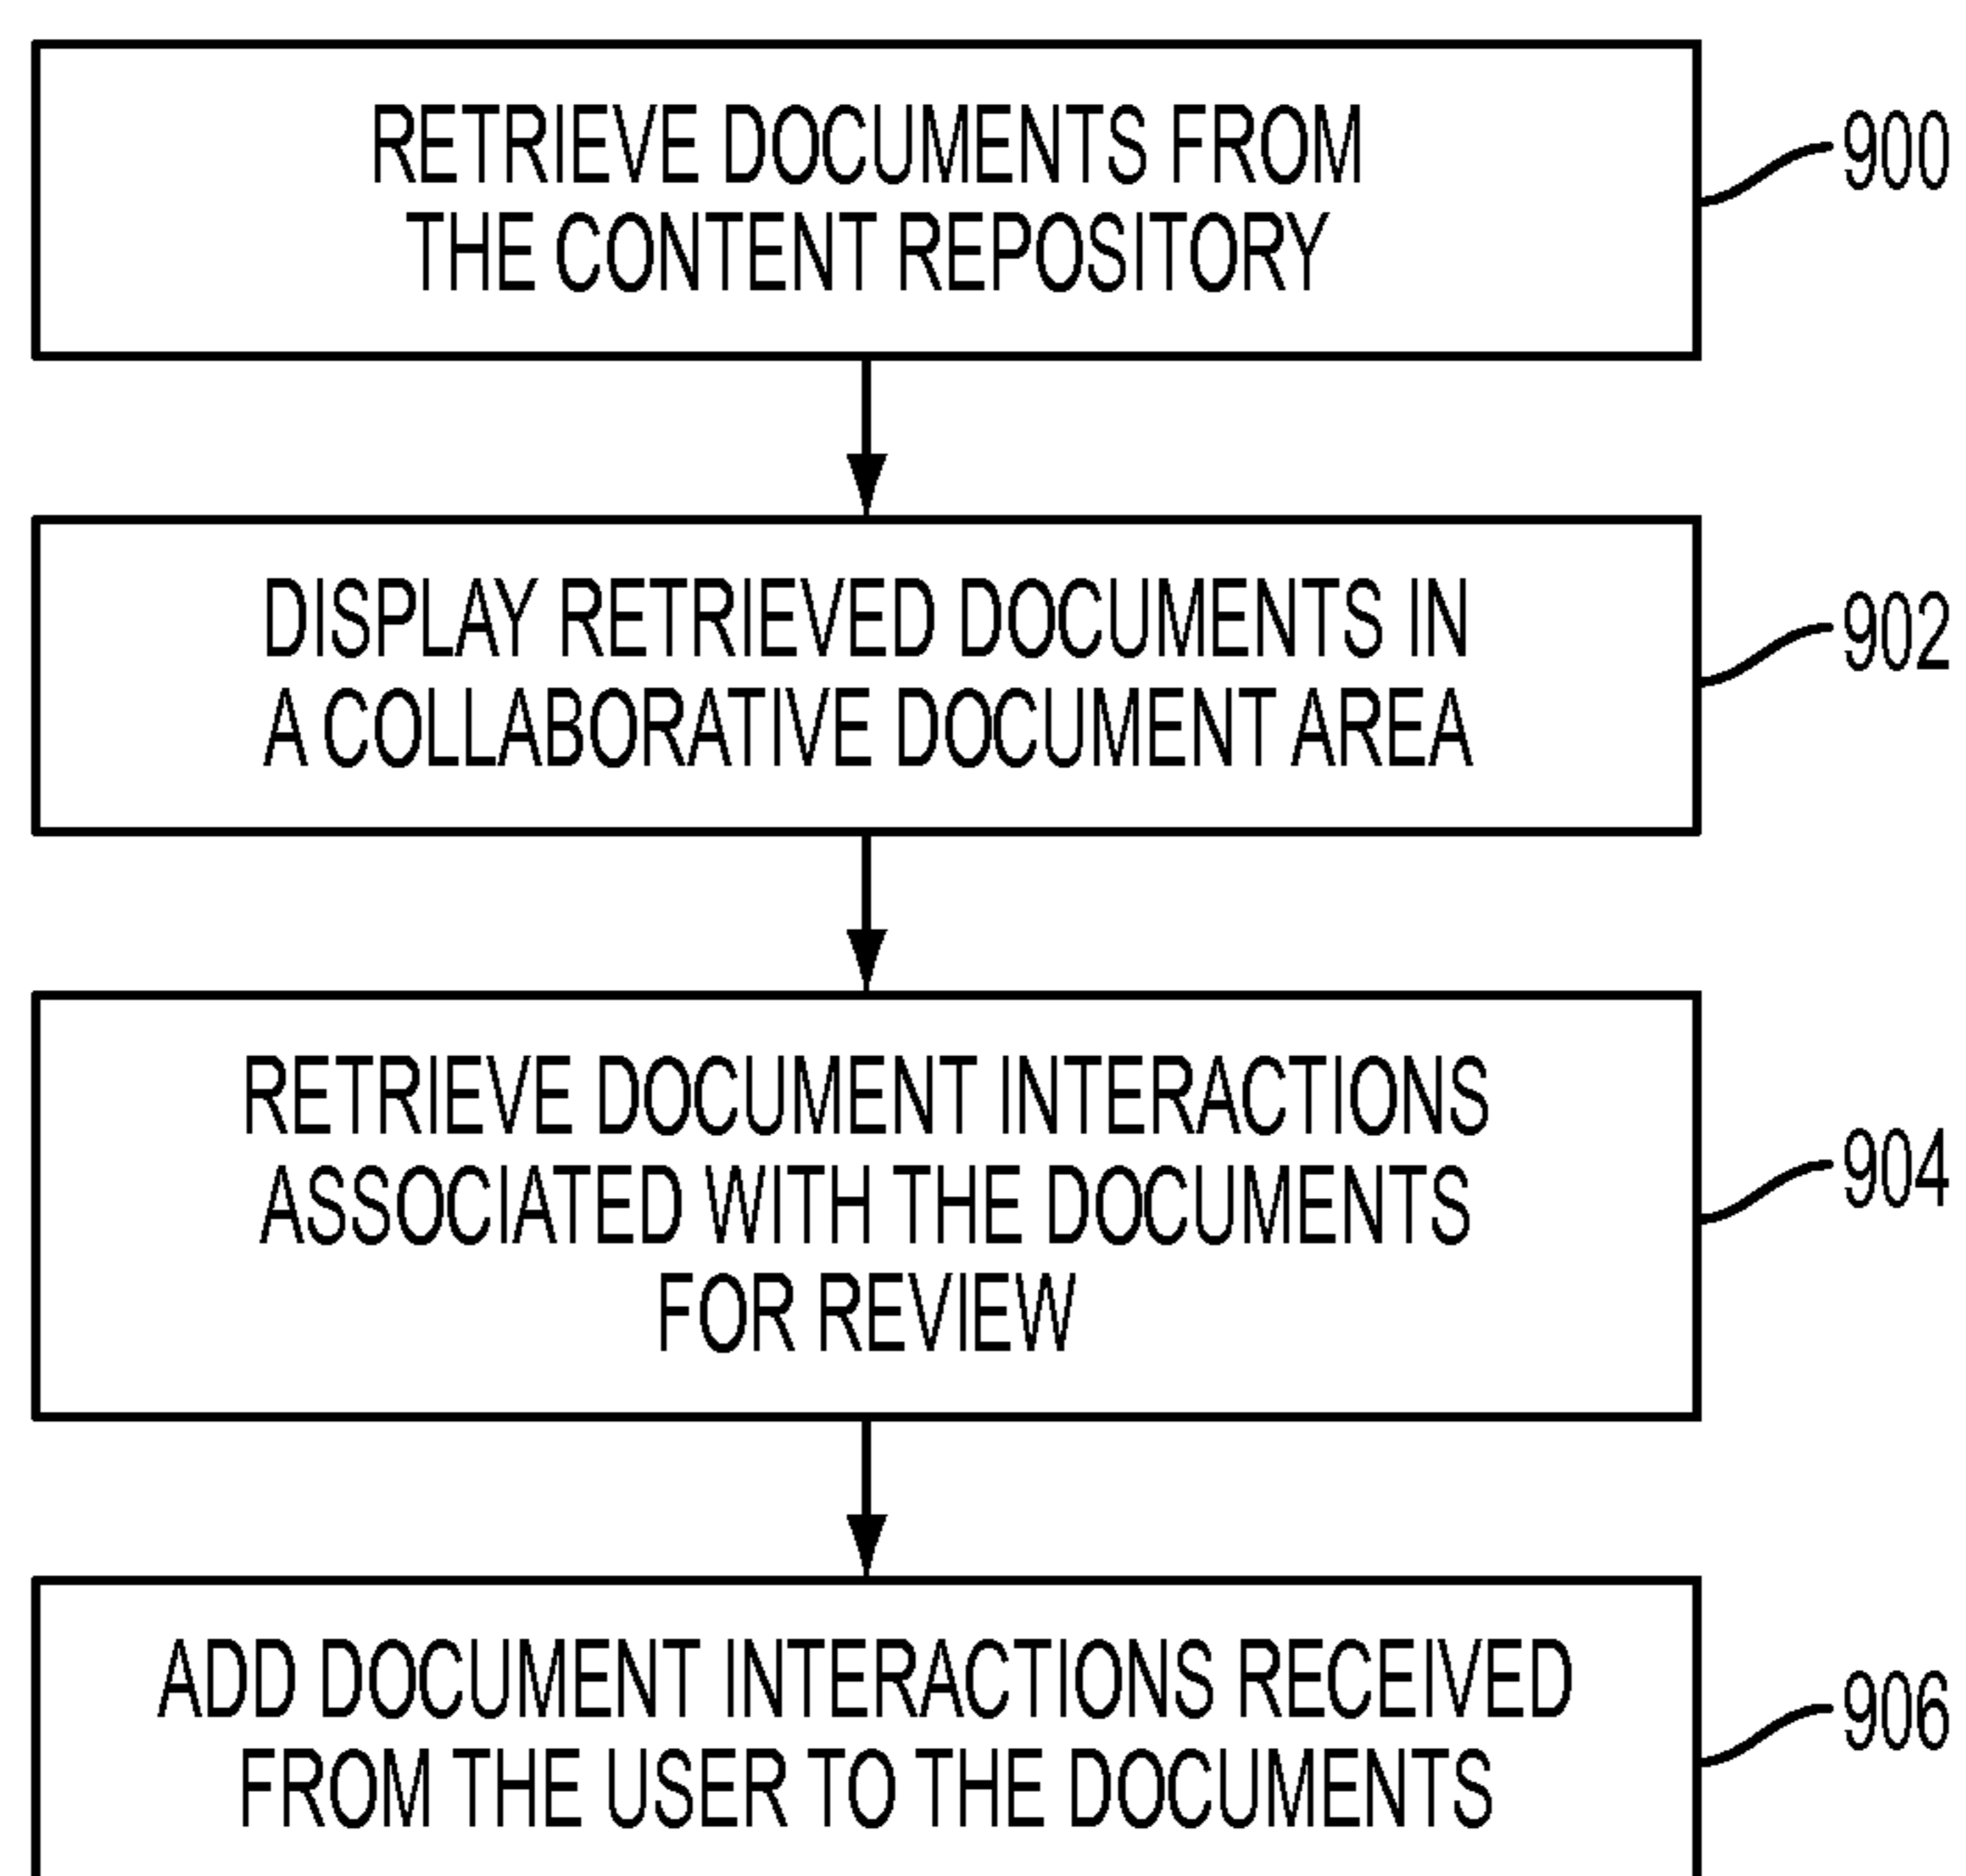 RETRIEVE DOCUMENTS FROM
THE CONTENT REPOSITORY
900
DISPLAY RETRIEVED DOCUMENTS IN
A COLLABORATIVE DOCUMENT AREA
902
RETRIEVE DOCUMENT INTERACTIONS
ASSOCIATED WITH THE DOCUMENTS
FOR REVIEW
904
ADD DOCUMENT INTERACTIONS RECEIVED
FROM THE USER TO THE DOCUMENTS
906